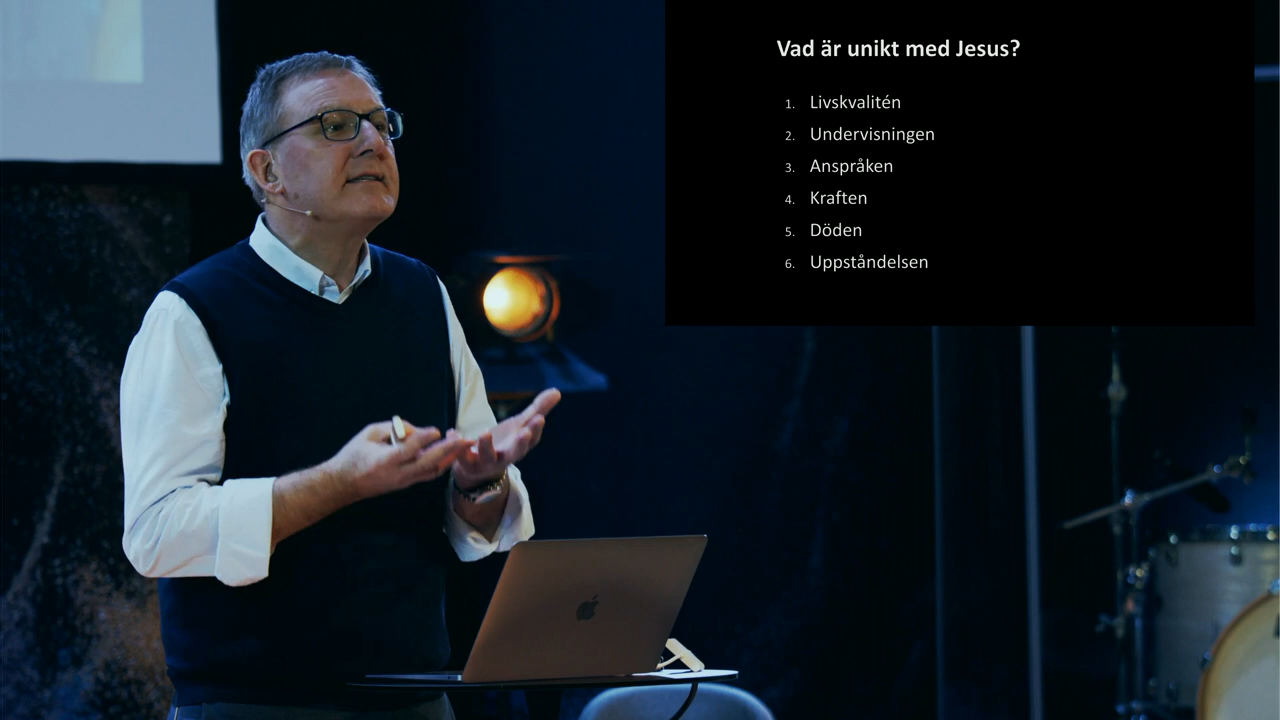 Vad är unikt med Jesus?
1. Livskvalitén
2. Undervisningen
3. Anspråken
4. Kraften
5. Döden
6. Uppståndelsen